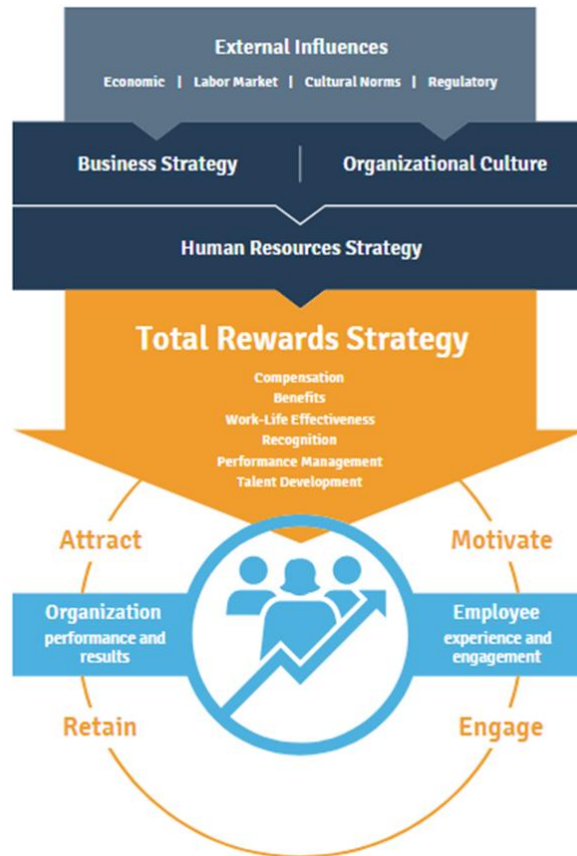 External Influences
Economic | Labor Market | Cultural Norms | Regulatory
Business Strategy | Organizational Culture
Human Resources Strategy
Total Rewards Strategy
Compensation
Benefits
Work-Life Effectiveness
Recognition
Performance Management
Talent Development
Attract
Motivate
Organization
performance and
results
Employee
experience and
engagement
Retain
Engage